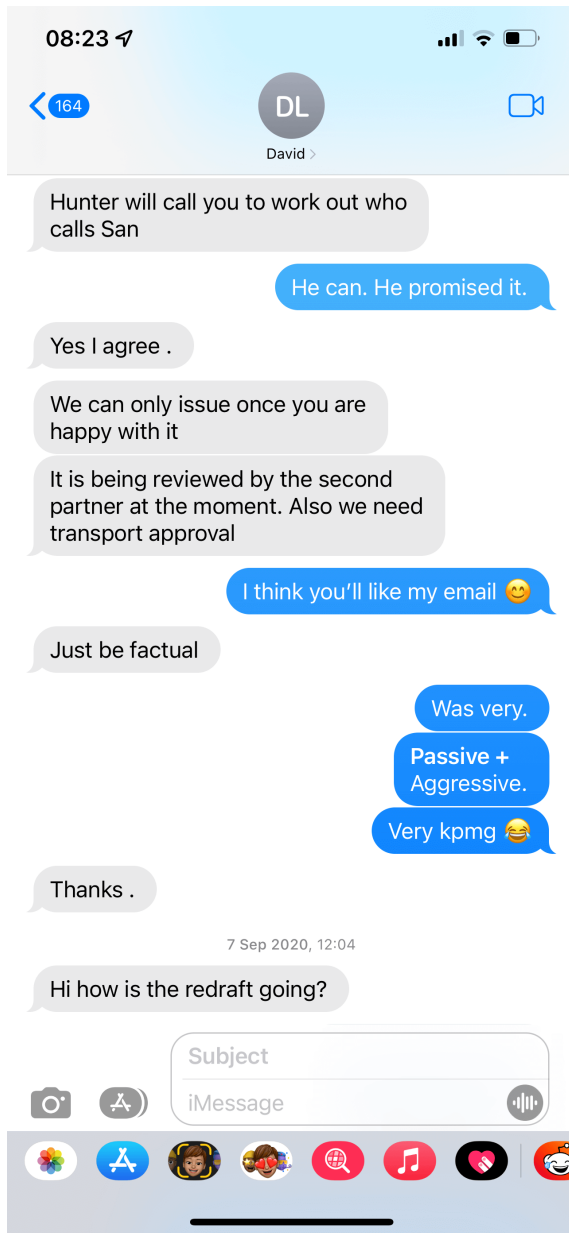 08:23
164
DL
David
Hunter will call you to work out who
calls San
He can. He promised it.
Yes I agree .
We can only issue once you are
happy with it
It is being reviewed by the second
partner at the moment. Also we need
transport approval
I think you’ll like my email 😊
Just be factual
Was very.
Passive +
Aggressive.
Very kpmg 😂
Thanks .
7 Sep 2020, 12:04
Hi how is the redraft going?
Subject
iMessage